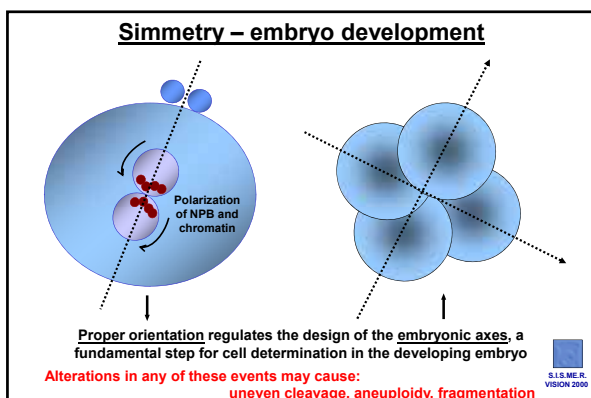 Simmetry – embryo development
Polarization
of NPB and
chromatin
Proper orientation regulates the design of the embryonic axes, a
fundamental step for cell determination in the developing embryo
Alterations in any of these events may cause:
uneven cleavage, aneuploidy, fragmentation
S.I.S.ME.R.
VISION 2000